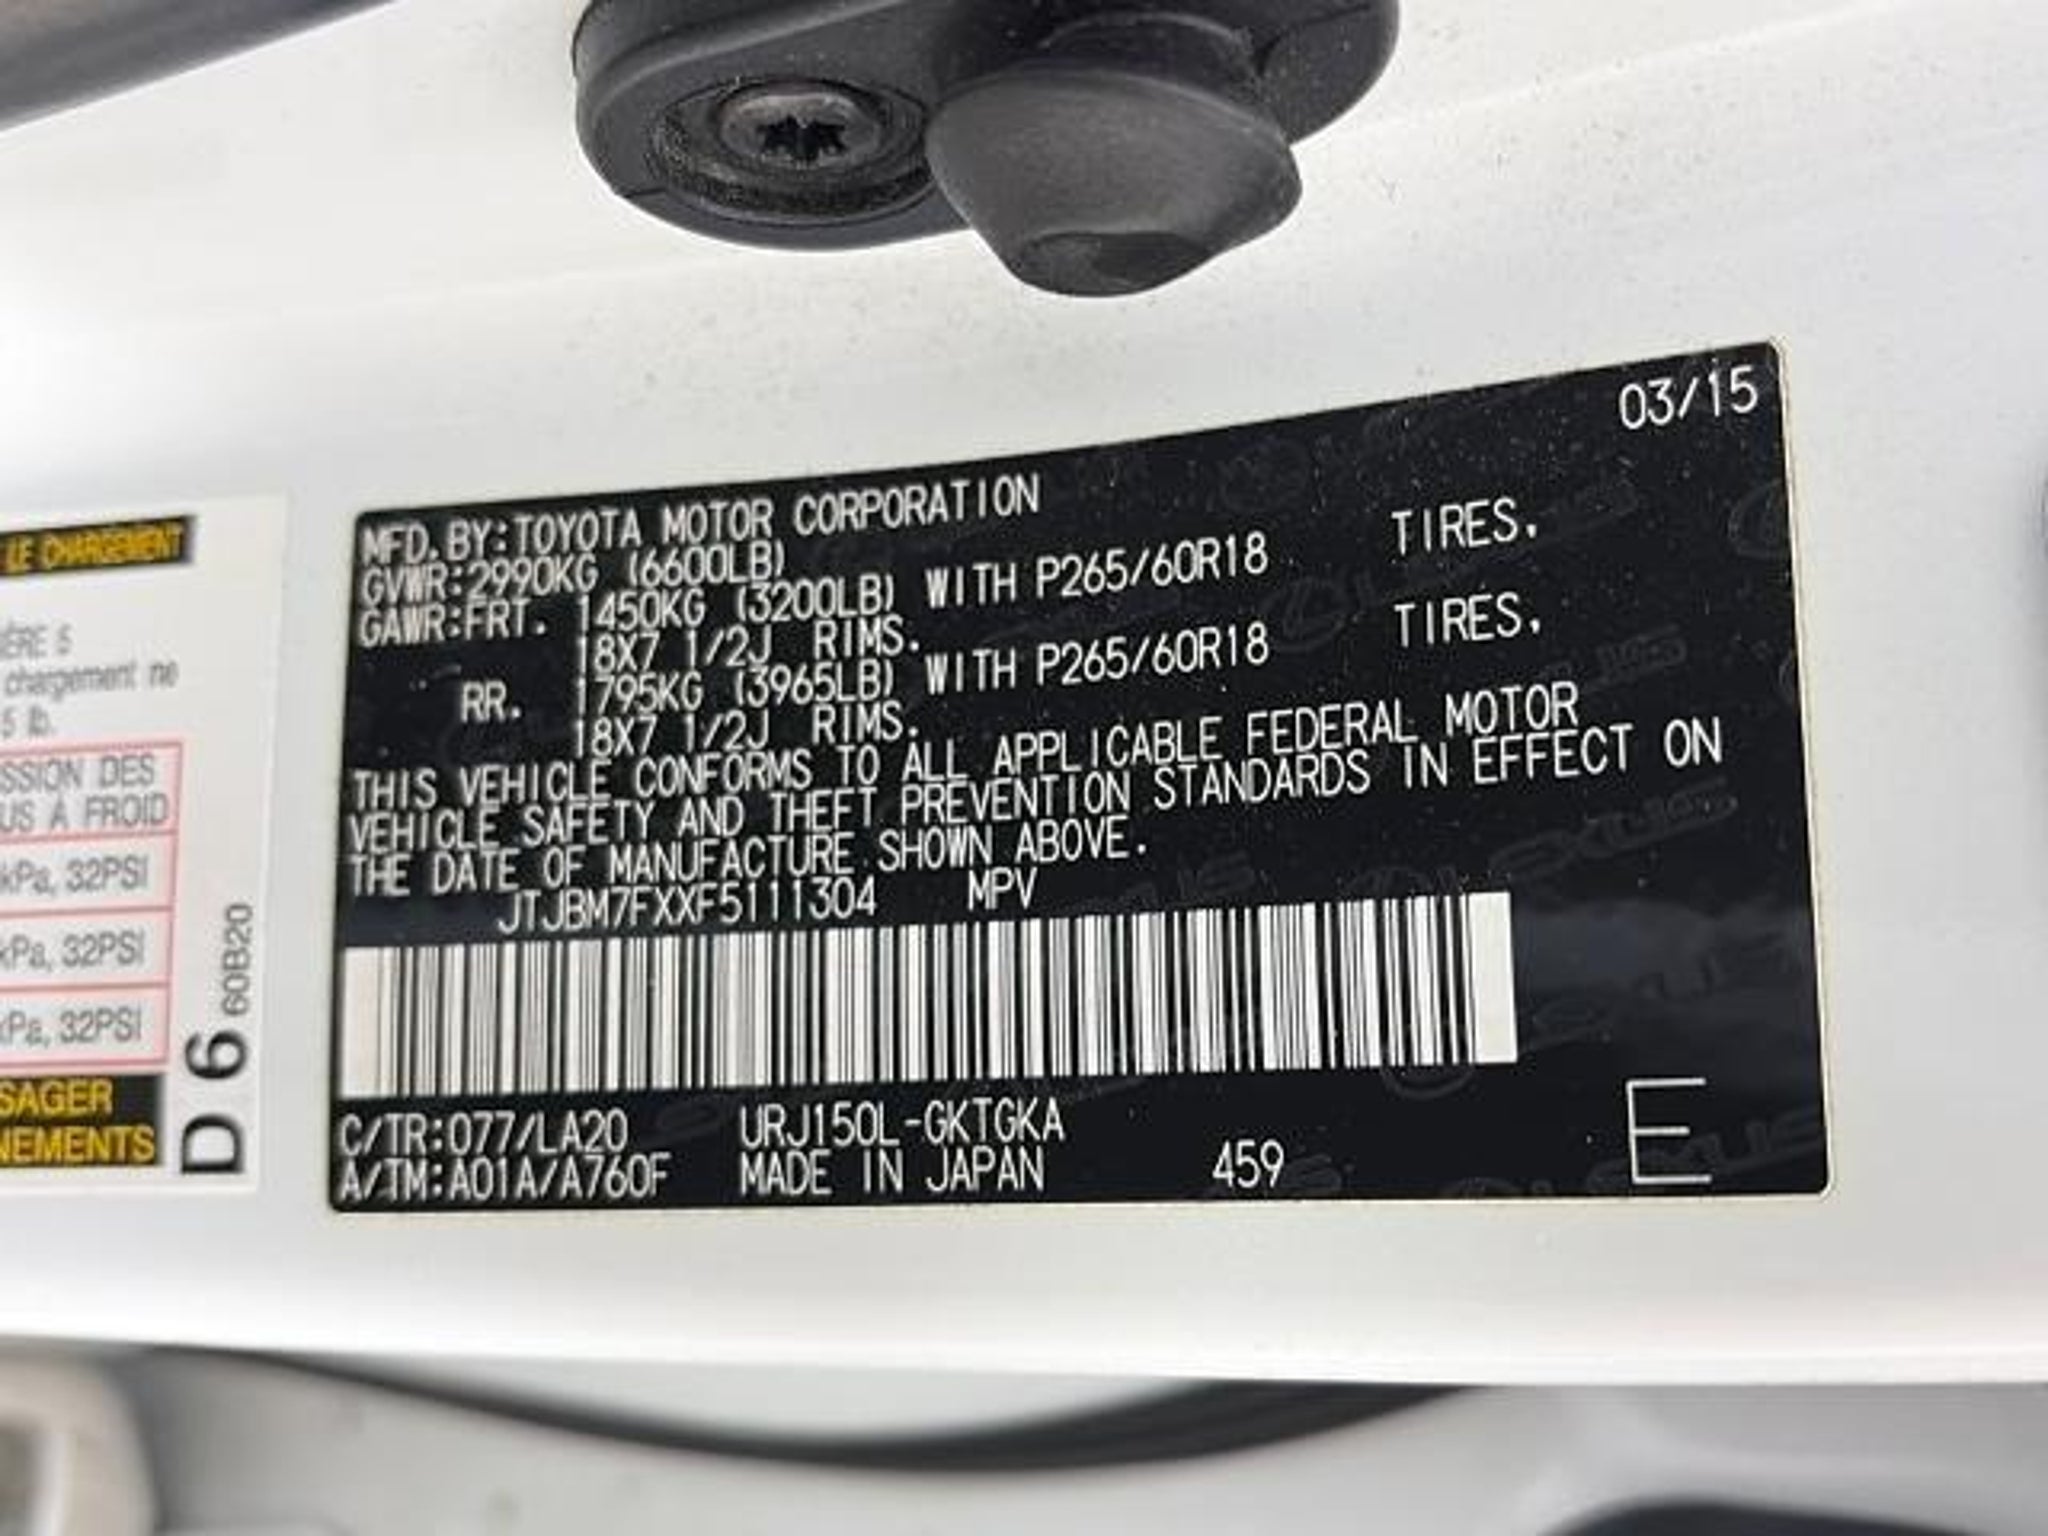 03/15
MFD. BY: TOYOTA MOTOR CORPORATION
GVWR: 2990KG (6600LB)
GAWR: FRT. 1450KG (3200LB) WITH P265/60R18 TIRES.
18X7 1/2J RIMS.
RR. 1795KG (3965LB) WITH P265/60R18 TIRES.
18X7 1/2J RIMS.
THIS VEHICLE CONFORMS TO ALL APPLICABLE FEDERAL MOTOR
VEHICLE SAFETY AND THEFT PREVENTION STANDARDS IN EFFECT ON
THE DATE OF MANUFACTURE SHOWN ABOVE.
JTJBM7FXXF5111304 MPV
C/TR: 077/LA20 URJ150L-GKTGKA
A/TM: A01A/A760F MADE IN JAPAN 459 E
LE CHARGEMENT
IÈRE 5
chargement ne
5 lb.
SSION DES
US À FROID
kPa, 32PSI
kPa, 32PSI
kPa, 32PSI
SAGER
NEMENTS
D 6 60B20